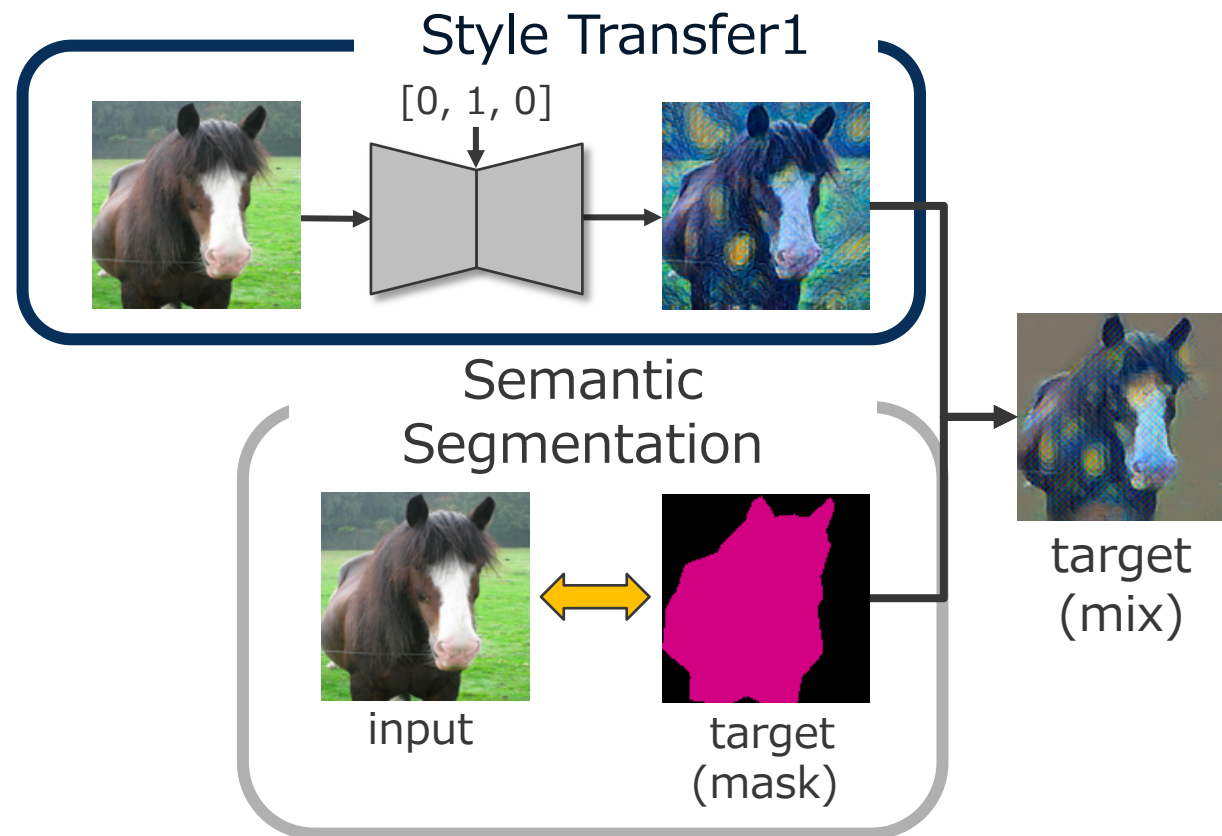 Style Transfer1
[0, 1, 0]
Semantic
Segmentation
input
target
(mask)
target
(mix)